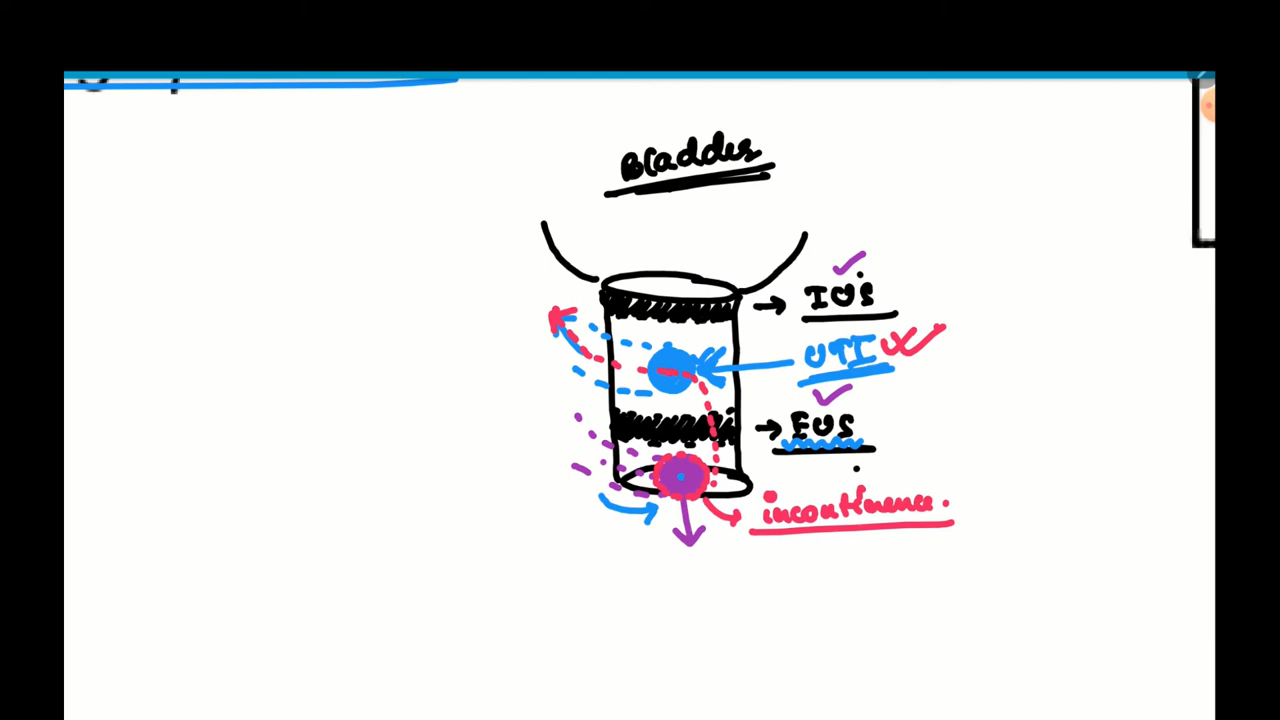 Bladder
→ IUS
UTI
→ EUS
incontinence.